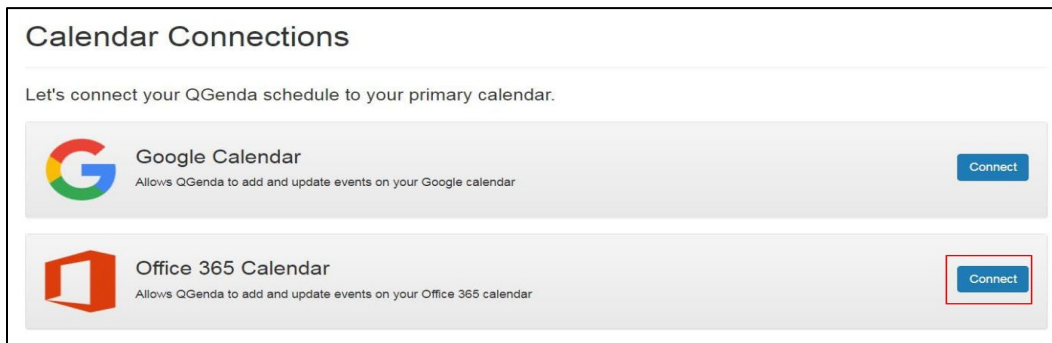 Calendar Connections
Let's connect your QGenda schedule to your primary calendar.
Google Calendar
Allows QGenda to add and update events on your Google calendar
Connect
Office 365 Calendar
Allows QGenda to add and update events on your Office 365 calendar
Connect